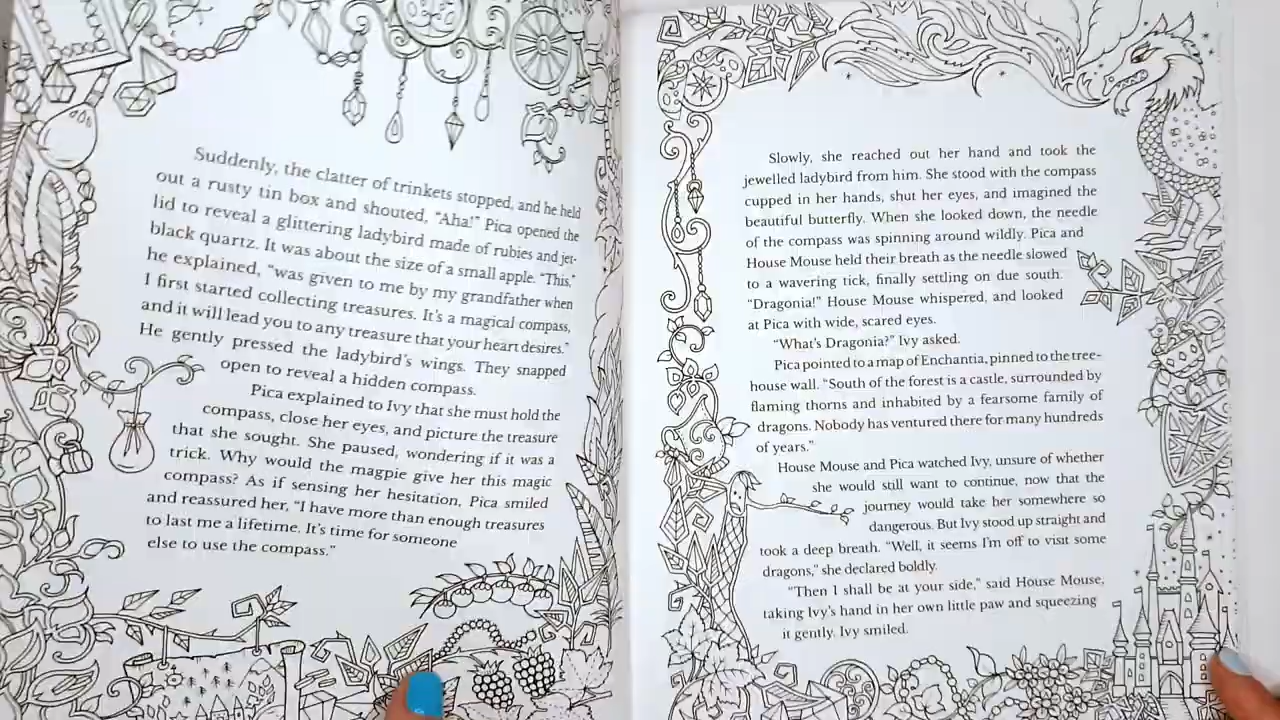 Suddenly, the clatter of trinkets stopped, and he held
out a rusty tin box and shouted, “Aha!” Pica opened the
lid to reveal a glittering ladybird made of rubies and jet-
black quartz. It was about the size of a small apple. “This,”
he explained, “was given to me by my grandfather when
I first started collecting treasures. It’s a magical compass,
and it will lead you to any treasure that your heart desires.”
He gently pressed the ladybird’s wings. They snapped
open to reveal a hidden compass.
Pica explained to Ivy that she must hold the
compass, close her eyes, and picture the treasure
that she sought. She paused, wondering if it was a
trick. Why would the magpie give her this magic
compass? As if sensing her hesitation, Pica smiled
and reassured her, “I have more than enough treasures
to last me a lifetime. It’s time for someone
else to use the compass.”
Slowly, she reached out her hand and took the
jewelled ladybird from him. She stood with the compass
cupped in her hands, shut her eyes, and imagined the
beautiful butterfly. When she looked down, the needle
of the compass was spinning around wildly. Pica and
House Mouse held their breath as the needle slowed
to a wavering tick, finally settling on due south.
“Dragonia!” House Mouse whispered, and looked
at Pica with wide, scared eyes.
“What’s Dragonia?” Ivy asked.
Pica pointed to a map of Enchantia, pinned to the tree-
house wall. “South of the forest is a castle, surrounded by
flaming thorns and inhabited by a fearsome family of
dragons. Nobody has ventured there for many hundreds
of years.”
House Mouse and Pica watched Ivy, unsure of whether
she would still want to continue, now that the
journey would take her somewhere so
dangerous. But Ivy stood up straight and
took a deep breath. “Well, it seems I’m off to visit some
dragons,” she declared boldly.
“Then I shall be at your side,” said House Mouse,
taking Ivy’s hand in her own little paw and squeezing
it gently. Ivy smiled.